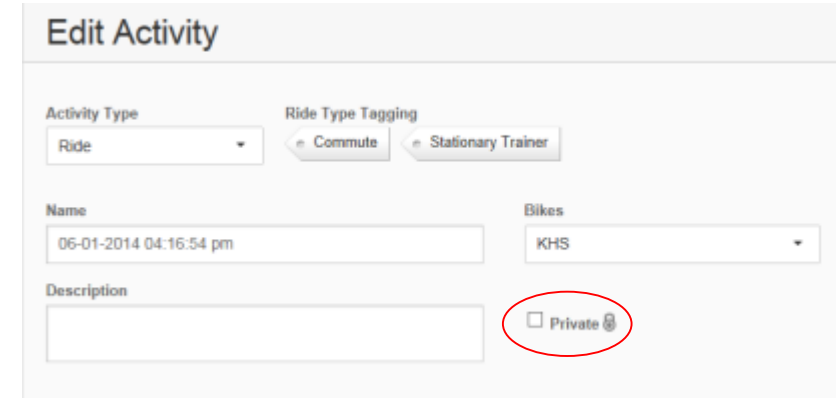 Edit Activity
Activity Type
Ride Type Tagging
Ride
Commute
Stationary Trainer
Name
Bikes
06-01-2014 04:16:54 pm
KHS
Description
Private